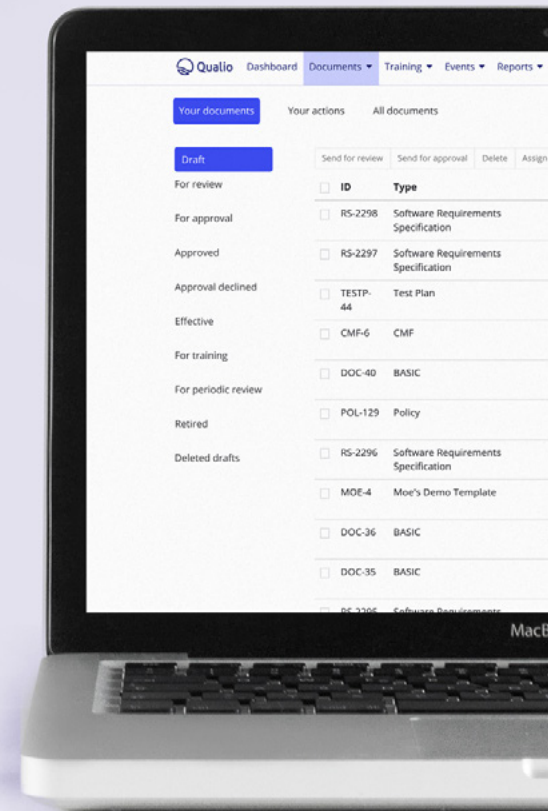 Qualio Dashboard Documents Training Events Reports
Your documents Your actions All documents
Draft
For review
For approval
Approved
Approval declined
Effective
For training
For periodic review
Retired
Deleted drafts
Send for review Send for approval Delete Assign
ID Type
RS-2298 Software Requirements
Specification
RS-2297 Software Requirements
Specification
TESTP- Test Plan
44
CMF-6 CMF
DOC-40 BASIC
POL-129 Policy
RS-2296 Software Requirements
Specification
MOE-4 Moe's Demo Template
DOC-36 BASIC
DOC-35 BASIC
RS-2295 Software Requirements
MacB